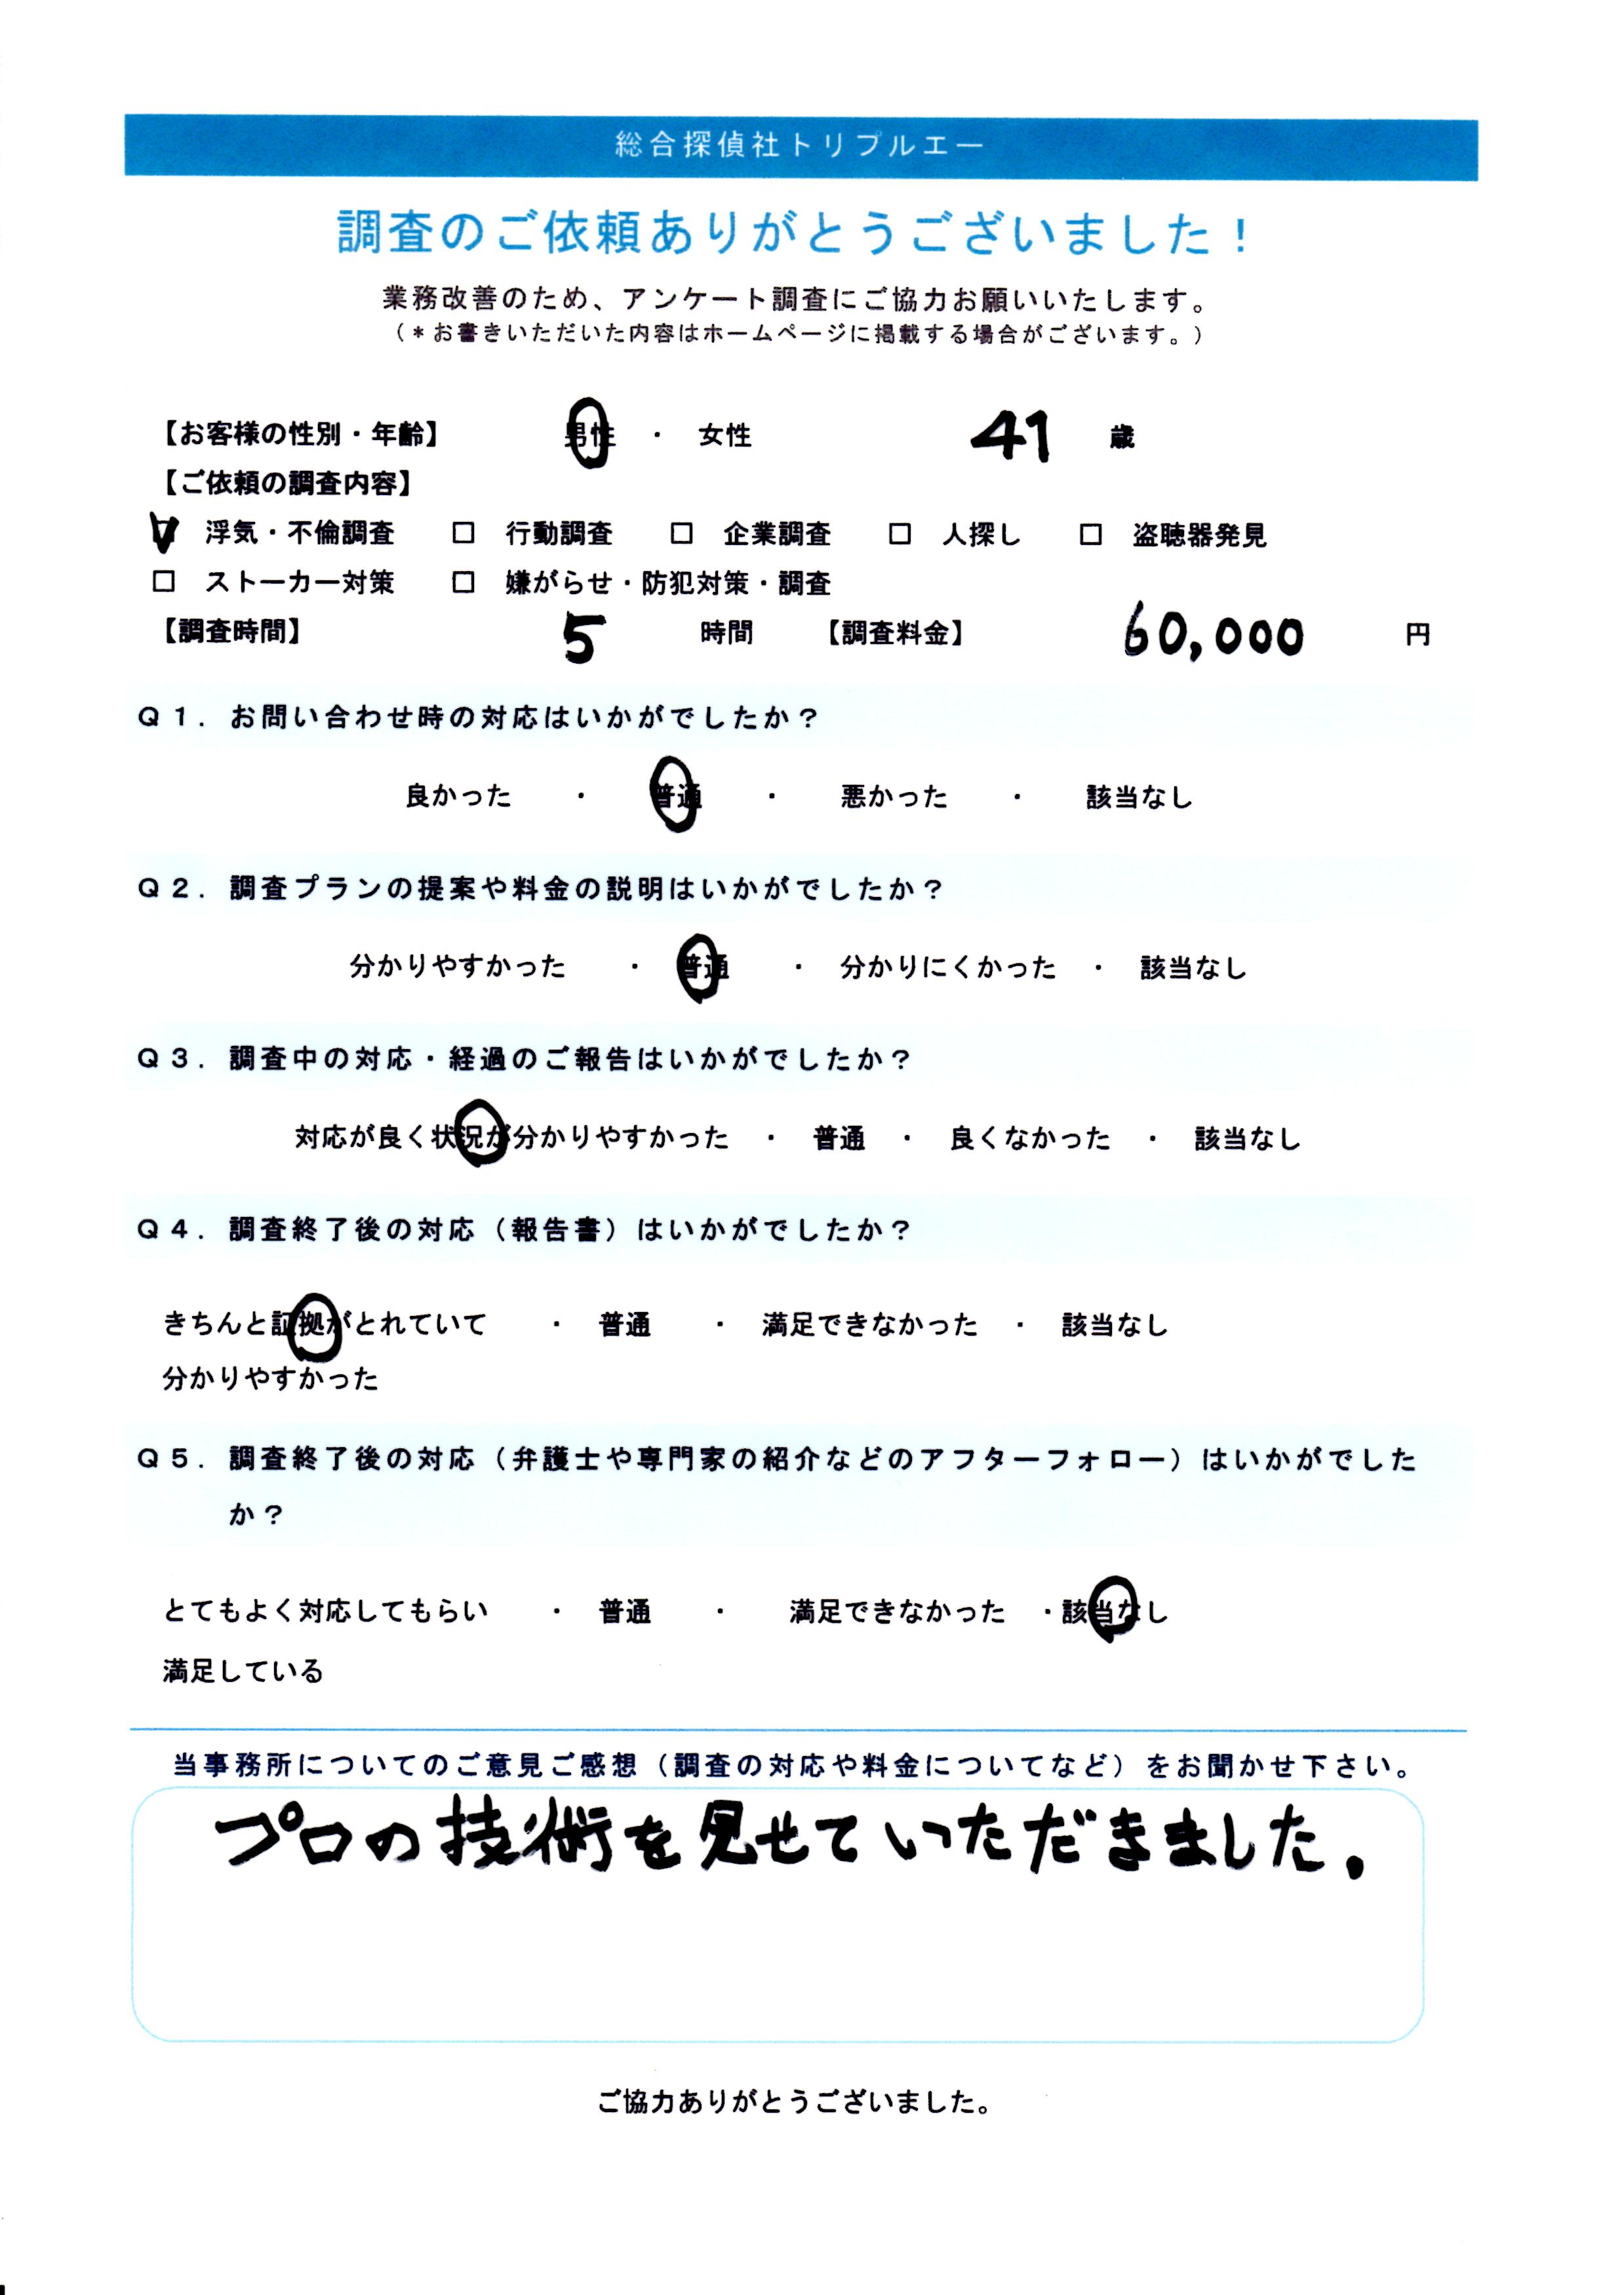 総合探偵社トリプルエー
調査のご依頼ありがとうございました！
業務改善のため、アンケート調査にご協力お願いいたします。
（＊お書きいただいた内容はホームページに掲載する場合がございます。）
【お客様の性別・年齢】 男性 ・ 女性 41 歳
【ご依頼の調査内容】
☑ 浮気・不倫調査 □ 行動調査 □ 企業調査 □ 人探し □ 盗聴器発見
□ ストーカー対策 □ 嫌がらせ・防犯対策・調査
【調査時間】 5 時間 【調査料金】 60,000 円
Ｑ１．お問い合わせ時の対応はいかがでしたか？
良かった ・ 普通 ・ 悪かった ・ 該当なし
Ｑ２．調査プランの提案や料金の説明はいかがでしたか？
分かりやすかった ・ 普通 ・ 分かりにくかった ・ 該当なし
Ｑ３．調査中の対応・経過のご報告はいかがでしたか？
対応が良く状況が分かりやすかった ・ 普通 ・ 良くなかった ・ 該当なし
Ｑ４．調査終了後の対応（報告書）はいかがでしたか？
きちんと証拠がとれていて ・ 普通 ・ 満足できなかった ・ 該当なし
分かりやすかった
Ｑ５．調査終了後の対応（弁護士や専門家の紹介などのアフターフォロー）はいかがでした
か？
とてもよく対応してもらい ・ 普通 ・ 満足できなかった ・該当なし
満足している
当事務所についてのご意見ご感想（調査の対応や料金についてなど）をお聞かせ下さい。
プロの技術を見せていただきました。
ご協力ありがとうございました。